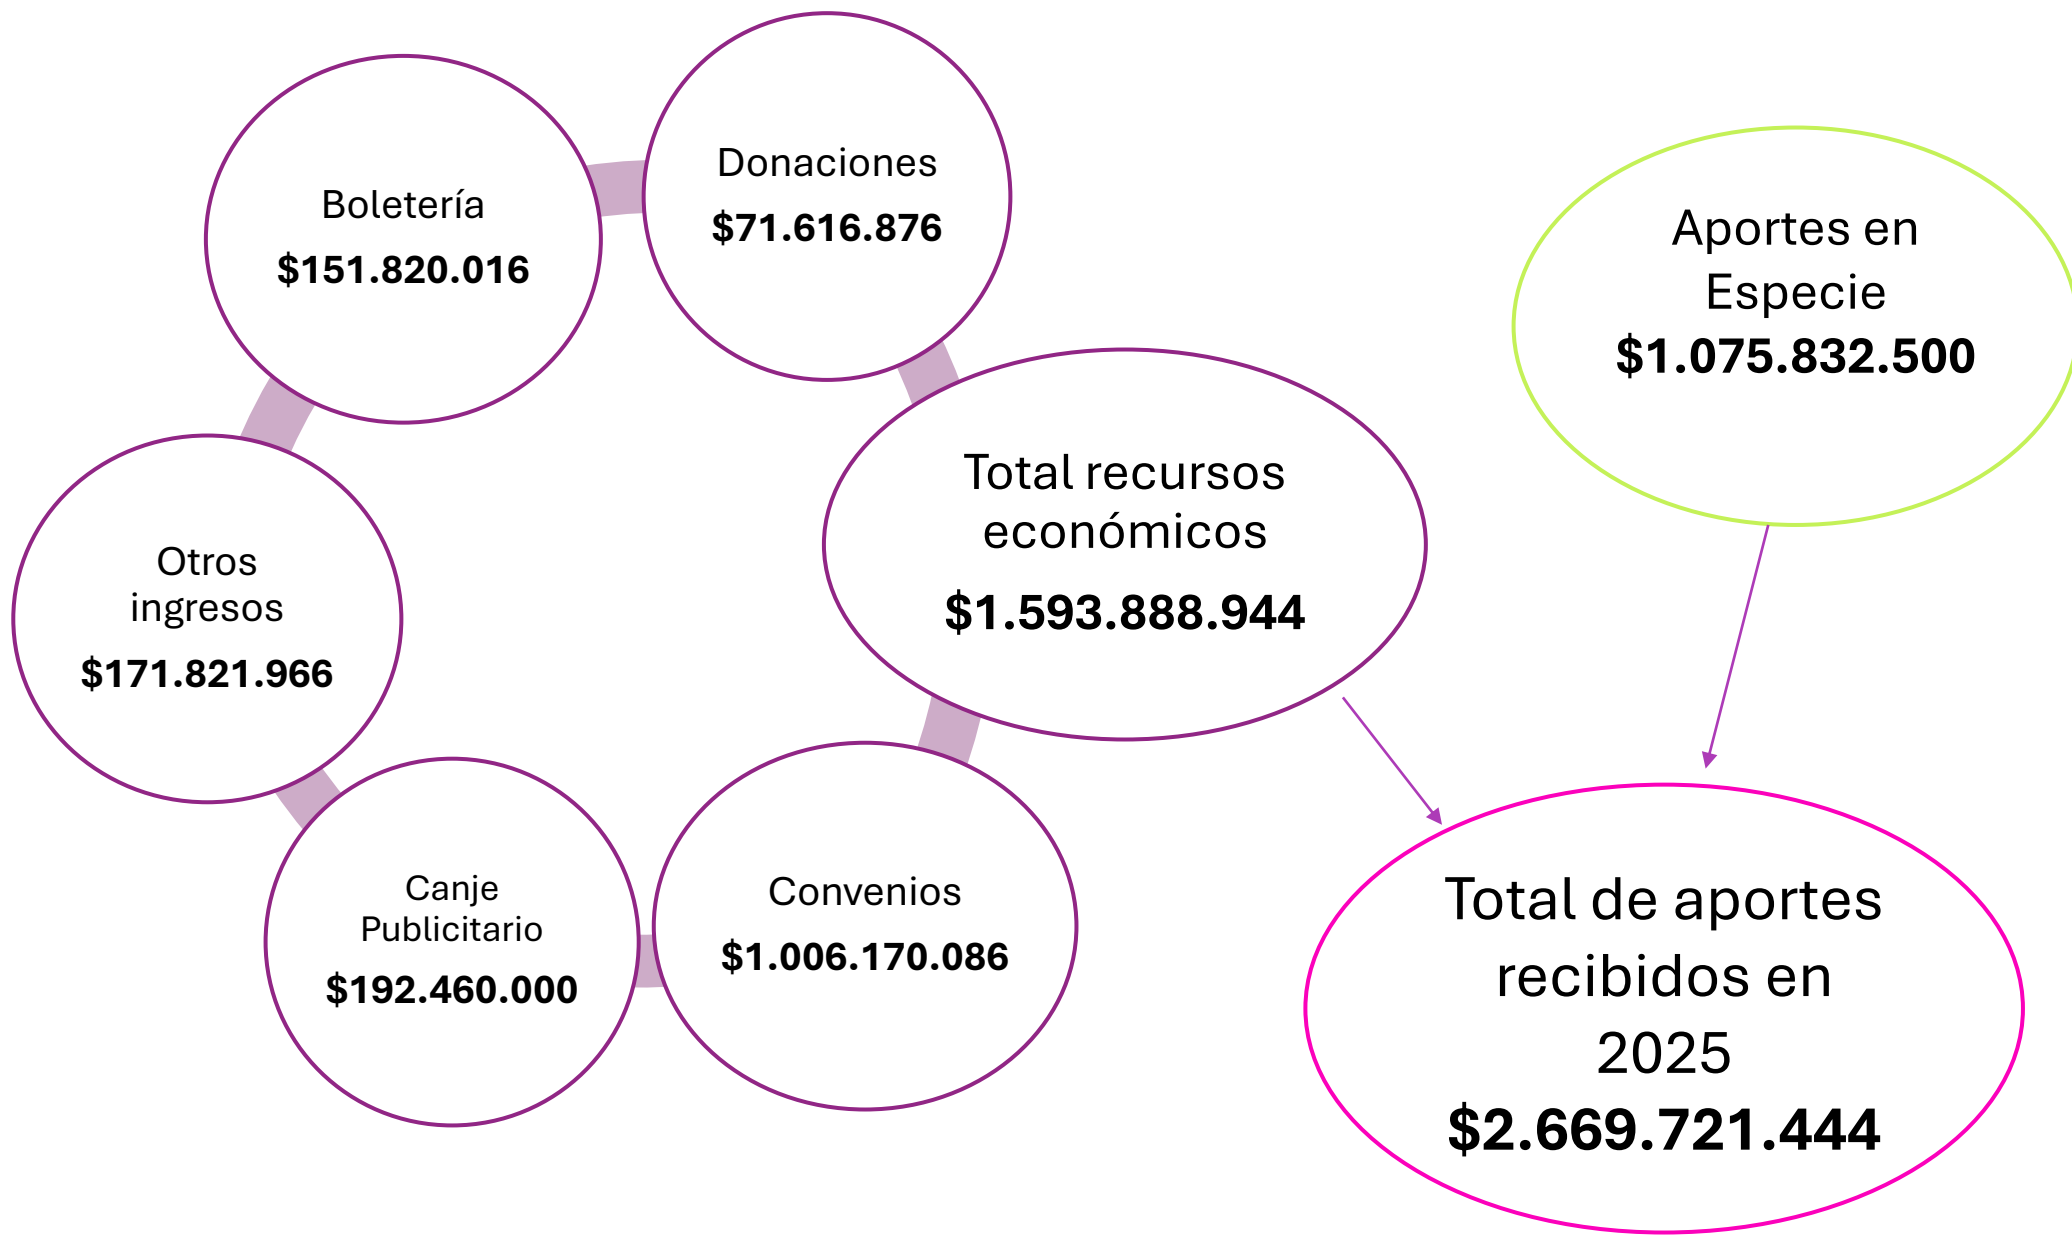 Donaciones
$71.616.876
Boletería
$151.820.016
Aportes en
Especie
$1.075.832.500
Total recursos
económicos
$1.593.888.944
Otros
ingresos
$171.821.966
Canje
Publicitario
$192.460.000
Convenios
$1.006.170.086
Total de aportes
recibidos en
2025
$2.669.721.444